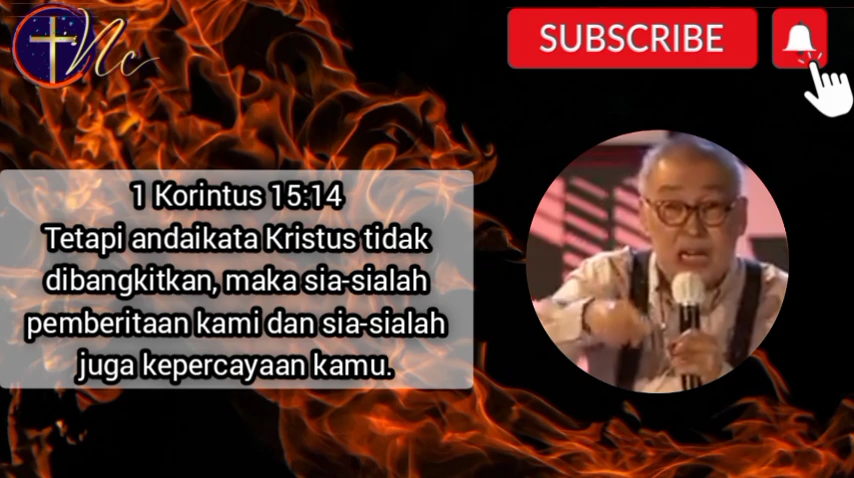 Nc
SUBSCRIBE
1 Korintus 15:14
Tetapi andaikata Kristus tidak
dibangkitkan, maka sia-sialah
pemberitaan kami dan sia-sialah
juga kepercayaan kamu.